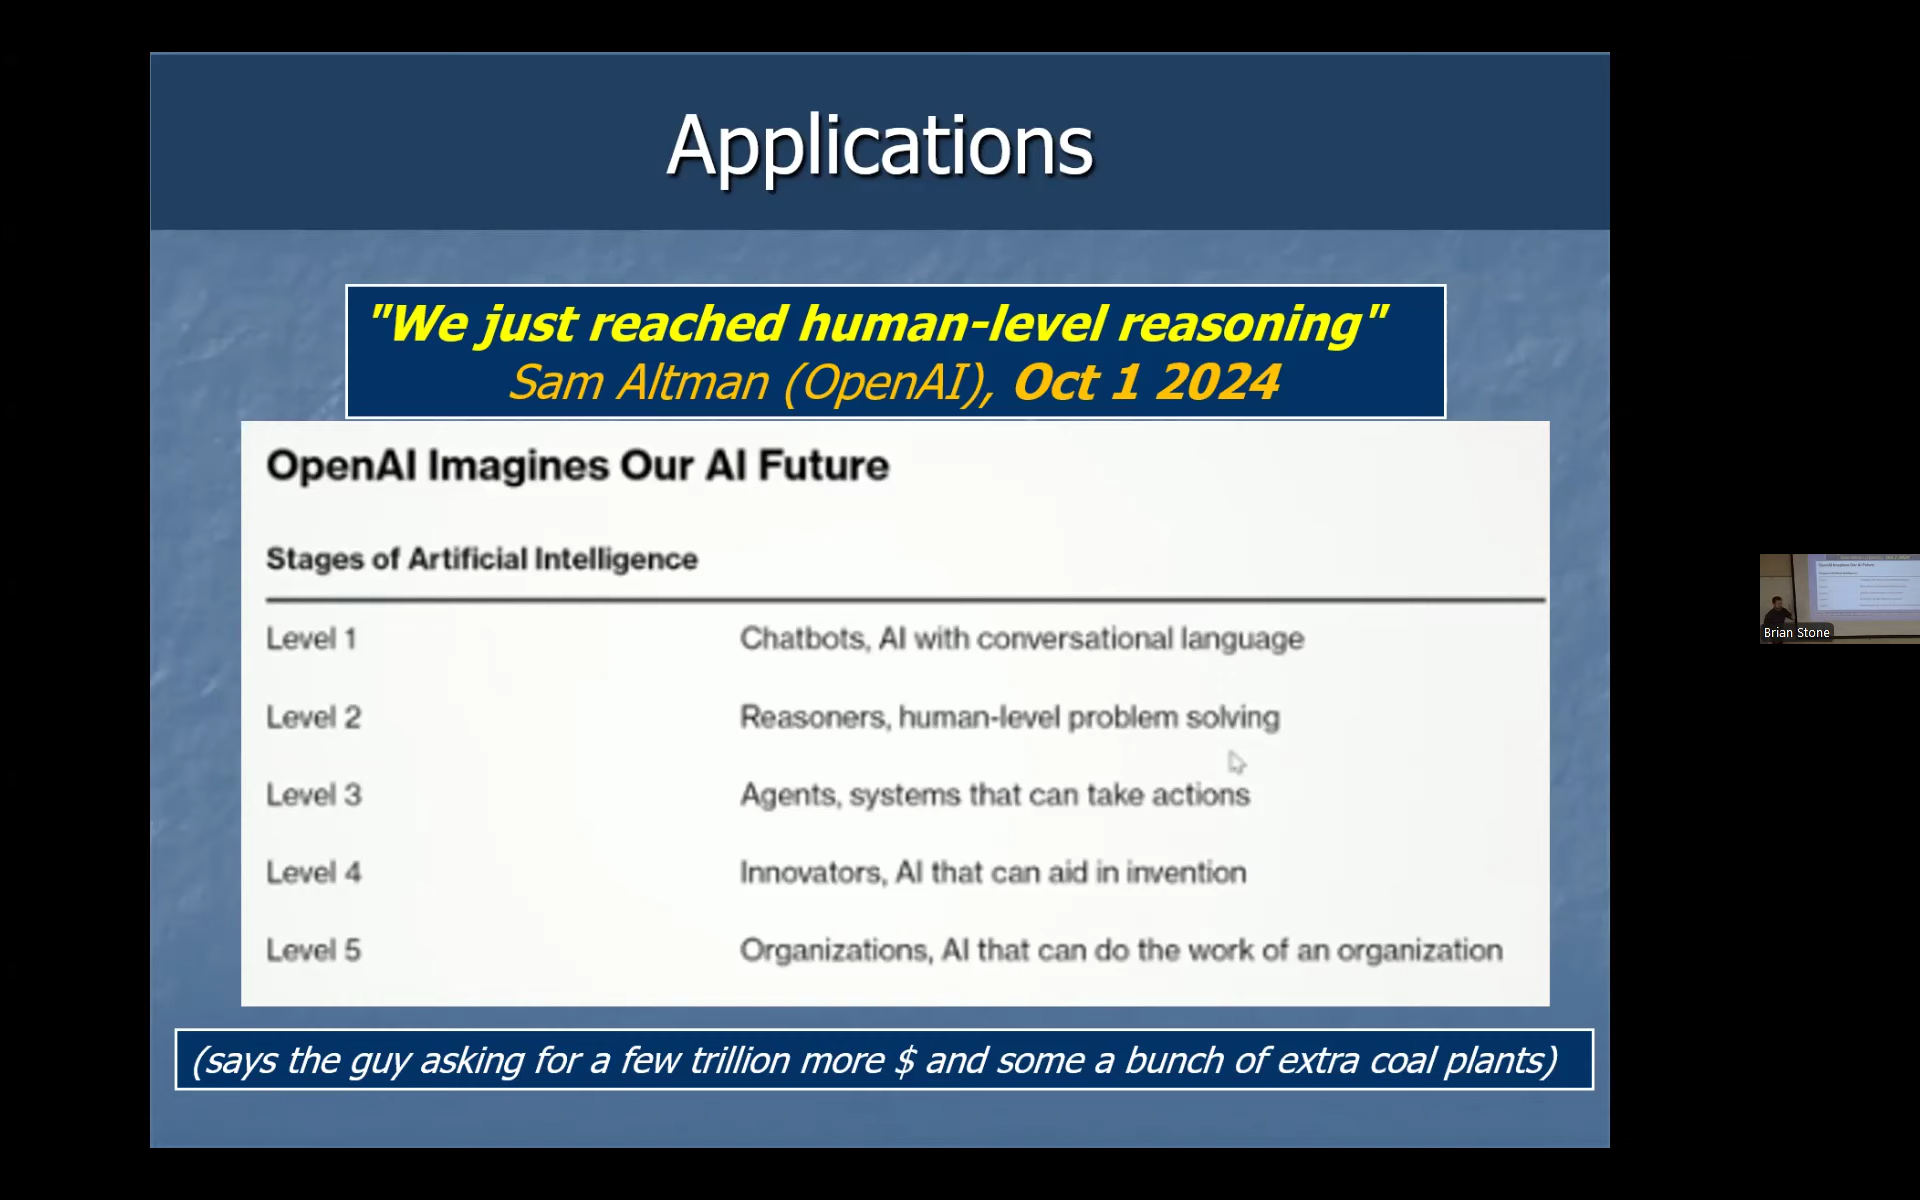 Applications
"We just reached human-level reasoning"
Sam Altman (OpenAI), Oct 1 2024
OpenAI Imagines Our AI Future
Stages of Artificial Intelligence
Level 1 Chatbots, AI with conversational language
Level 2 Reasoners, human-level problem solving
Level 3 Agents, systems that can take actions
Level 4 Innovators, AI that can aid in invention
Level 5 Organizations, AI that can do the work of an organization
(says the guy asking for a few trillion more $ and some a bunch of extra coal plants)
Brian Stone